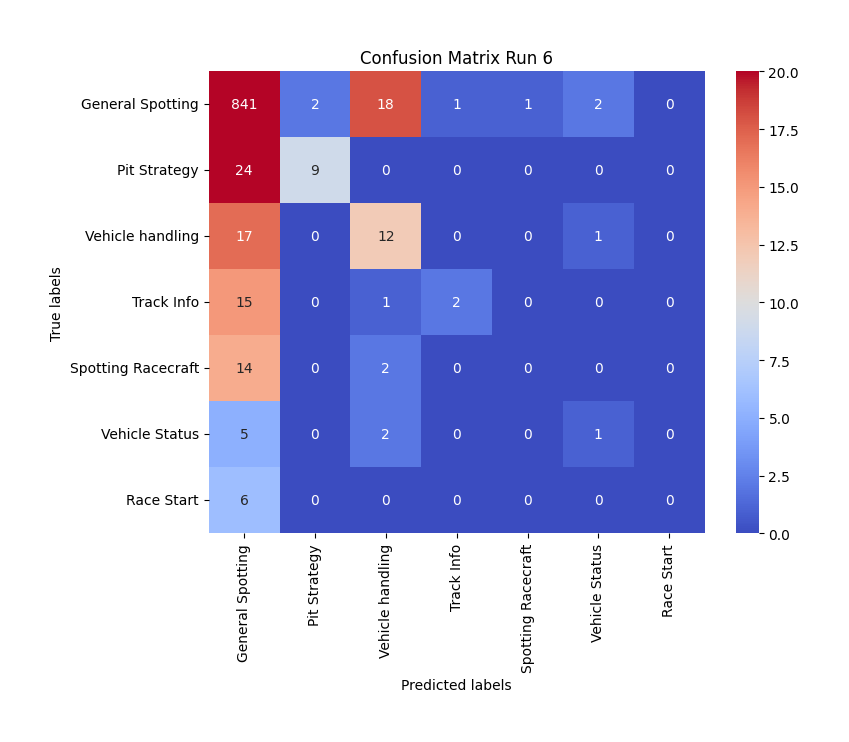 Confusion Matrix Run 6
General Spotting 841 2 18 1 1 2 0
Pit Strategy 24 9 0 0 0 0 0
Vehicle handling 17 0 12 0 0 1 0
Track Info 15 0 1 2 0 0 0
Spotting Racecraft 14 0 2 0 0 0 0
Vehicle Status 5 0 2 0 0 1 0
Race Start 6 0 0 0 0 0 0
True labels
General Spotting
Pit Strategy
Vehicle handling
Track Info
Spotting Racecraft
Vehicle Status
Race Start
Predicted labels
20.0
17.5
15.0
12.5
10.0
7.5
5.0
2.5
0.0